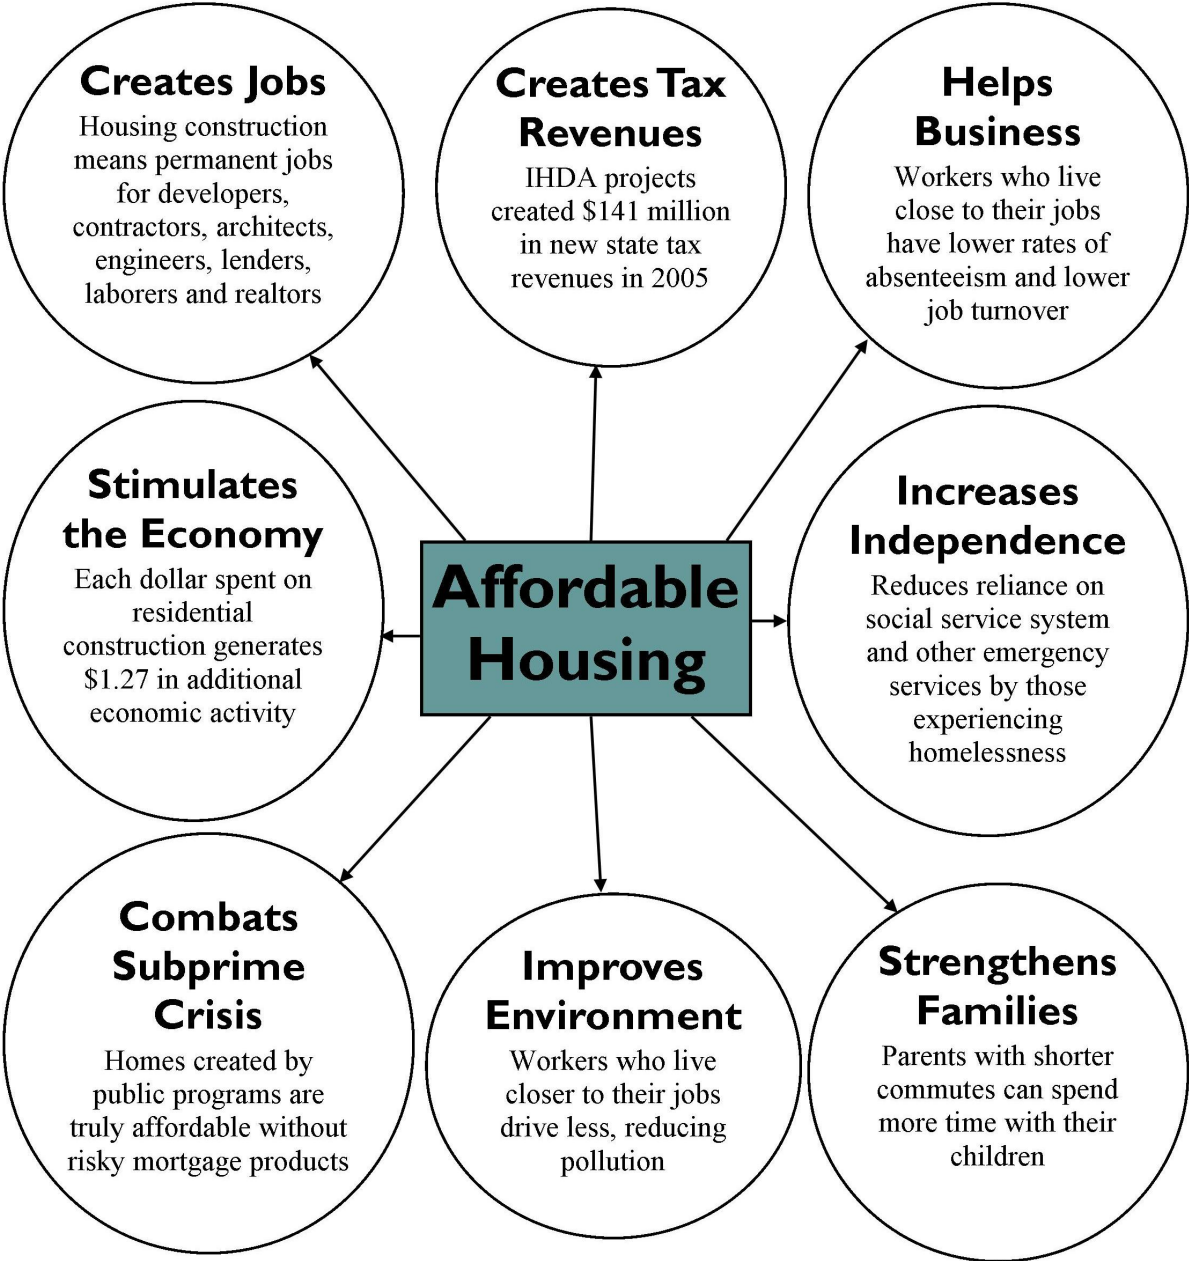 Creates Jobs
Housing construction
means permanent jobs
for developers,
contractors, architects,
engineers, lenders,
laborers and realtors
Creates Tax
Revenues
IHDA projects
created $141 million
in new state tax
revenues in 2005
Helps
Business
Workers who live
close to their jobs
have lower rates of
absenteeism and lower
job turnover
Stimulates
the Economy
Each dollar spent on
residential
construction generates
$1.27 in additional
economic activity
Affordable
Housing
Increases
Independence
Reduces reliance on
social service system
and other emergency
services by those
experiencing
homelessness
Combats
Subprime
Crisis
Homes created by
public programs are
truly affordable without
risky mortgage products
Improves
Environment
Workers who live
closer to their jobs
drive less, reducing
pollution
Strengthens
Families
Parents with shorter
commutes can spend
more time with their
children